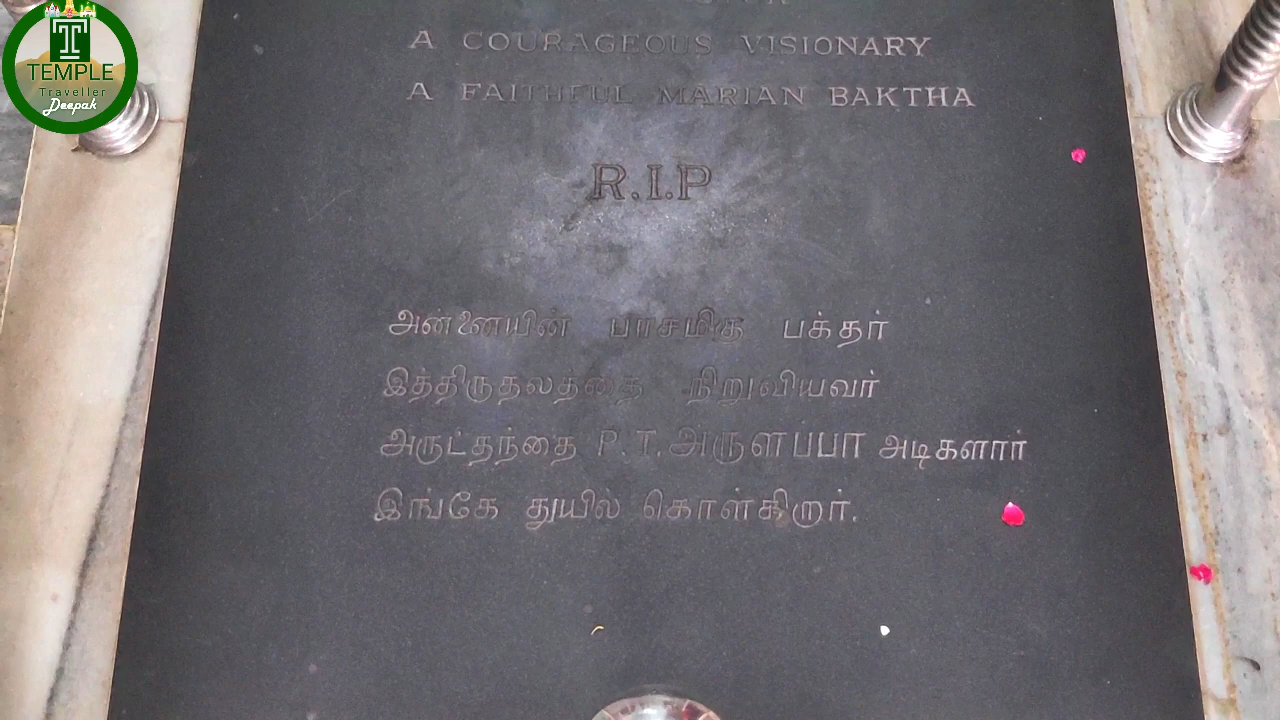 TEMPLE
Traveller
Deepak
A COURAGEOUS VISIONARY
A FAITHFUL MARIAN BAKTHA
R.I.P
அன்னையின் பாசமிகு பக்தர்
இத்திருதலத்தை நிறுவியவர்
அருட்தந்தை P.T. அருளப்பா அடிகளார்
இங்கே துயில் கொள்கிறார்.